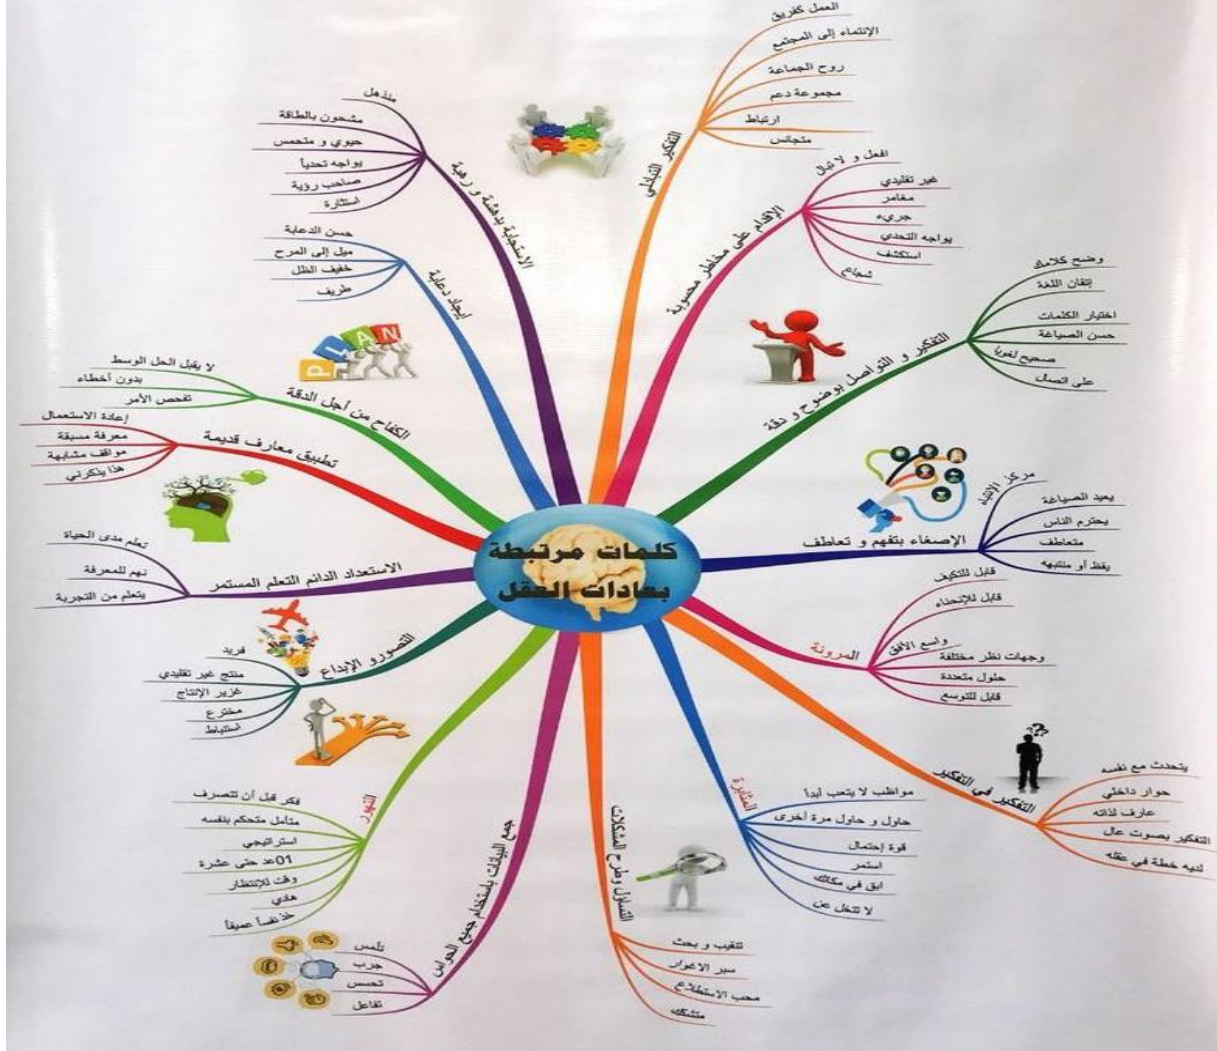 كلمات مرتبطة
بعادات العقل
التفكير التبادلي
العمل كفريق
الإنتماء إلى المجتمع
روح الجماعة
مجموعة دعم
ارتباط
متجانس
الإقدام على مخاطر محسوبة
افعل و لا تبال
غير تقليدي
مغامر
جريء
يواجه التحدي
استكشف
شجاع
التفكير و التواصل بوضوح و دقة
وضح كلامك
إتقان اللغة
اختيار الكلمات
حسن الصياغة
صحيح لغويا
على اتصال
الإصغاء بتفهم و تعاطف
مركز الإنتباه
يعيد الصياغة
يحترم الناس
متعاطف
يقظ أو منتبهه
المرونة
قابل للتكيف
قابل للإنحناء
واسع الأفق
وجهات نظر مختلفة
حلول متعددة
قابل للتوسع
التفكير في التفكير
يتحدث مع نفسه
حوار داخلي
عارف لذاته
التفكير بصوت عال
لديه خطة في عقله
المثابرة
مواظب لا يتعب أبدا
حاول و حاول مرة أخرى
قوة إحتمال
استمر
ابق في مكانك
لا تتخل عن
التساؤل وطرح المشكلات
تنقيب و بحث
سبر الاغوار
محب الاستطلاع
متشكك
جمع البيانات باستخدام جميع الحواس
تلمس
جرب
تحسس
تفاعل
التهور
فكر قبل أن تتصرف
متأمل متحكم بنفسه
استراتيجي
01عد حتى عشرة
وقت للإنتظار
هادي
خذ نفساً عميقاً
التصورو الإبداع
فريد
منتج غير تقليدي
غزير الإنتاج
مخترع
استنباط
الاستعداد الدائم التعلم المستمر
تعلم مدى الحياة
نهم للمعرفة
يتعلم من التجربة
تطبيق معارف قديمة
إعادة الاستعمال
معرفة مسبقة
مواقف مشابهة
هذا يذكرني
الكفاح من أجل الدقة
لا يقبل الحل الوسط
بدون أخطاء
تفحص الأمر
إيجاد دعابة
حسن الدعابة
ميل إلى المرح
خفيف الظل
ظريف
PLAN
الاستجابة بدهشة و رهبة
منذهل
مشحون بالطاقة
حيوي و متحمس
يواجه تحدياً
صاحب رؤية
استثارة